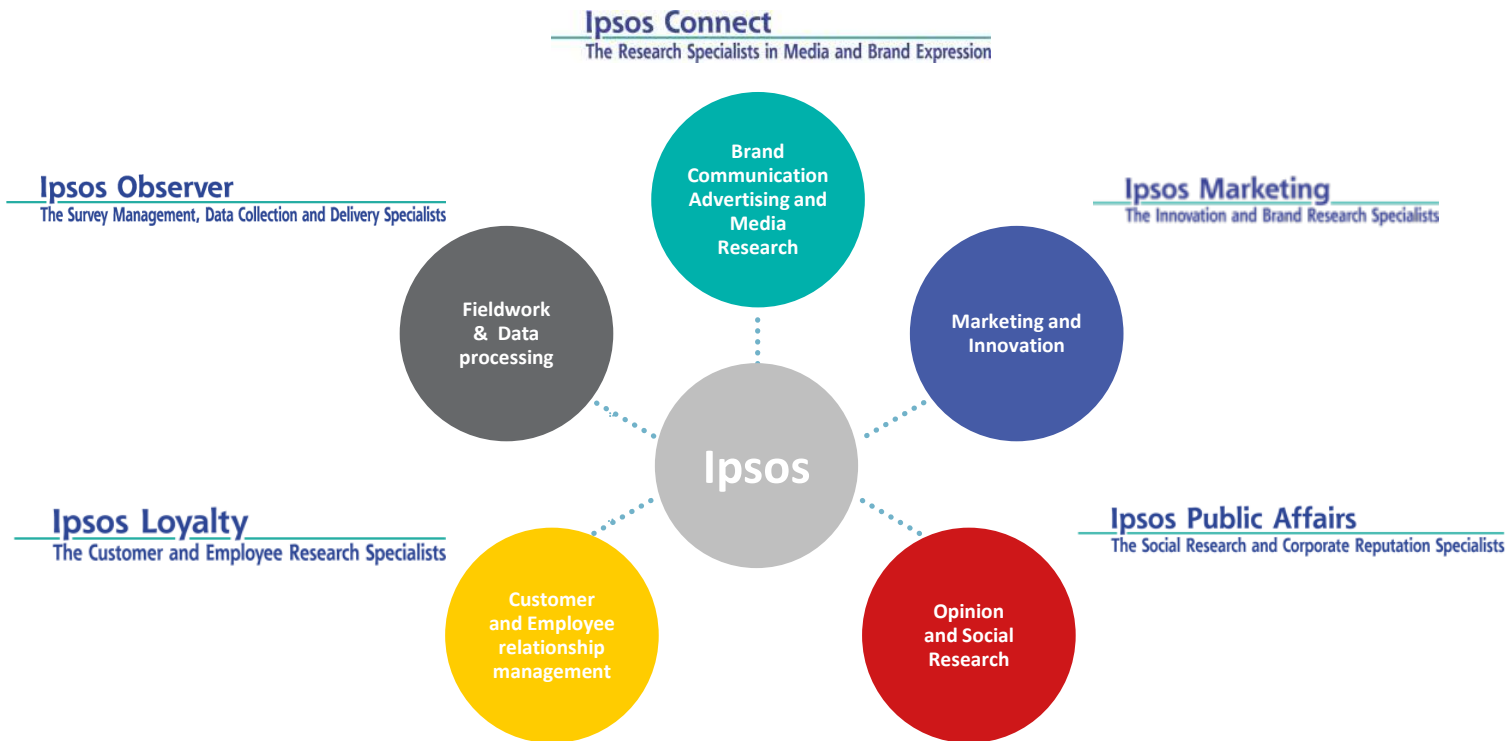 Ipsos Connect
The Research Specialists in Media and Brand Expression
Ipsos Observer
The Survey Management, Data Collection and Delivery Specialists
Brand
Communication
Advertising and
Media
Research
Ipsos Marketing
The Innovation and Brand Research Specialists
Fieldwork
& Data
processing
Marketing and
Innovation
Ipsos
Ipsos Loyalty
The Customer and Employee Research Specialists
Ipsos Public Affairs
The Social Research and Corporate Reputation Specialists
Customer
and Employee
relationship
management
Opinion
and Social
Research